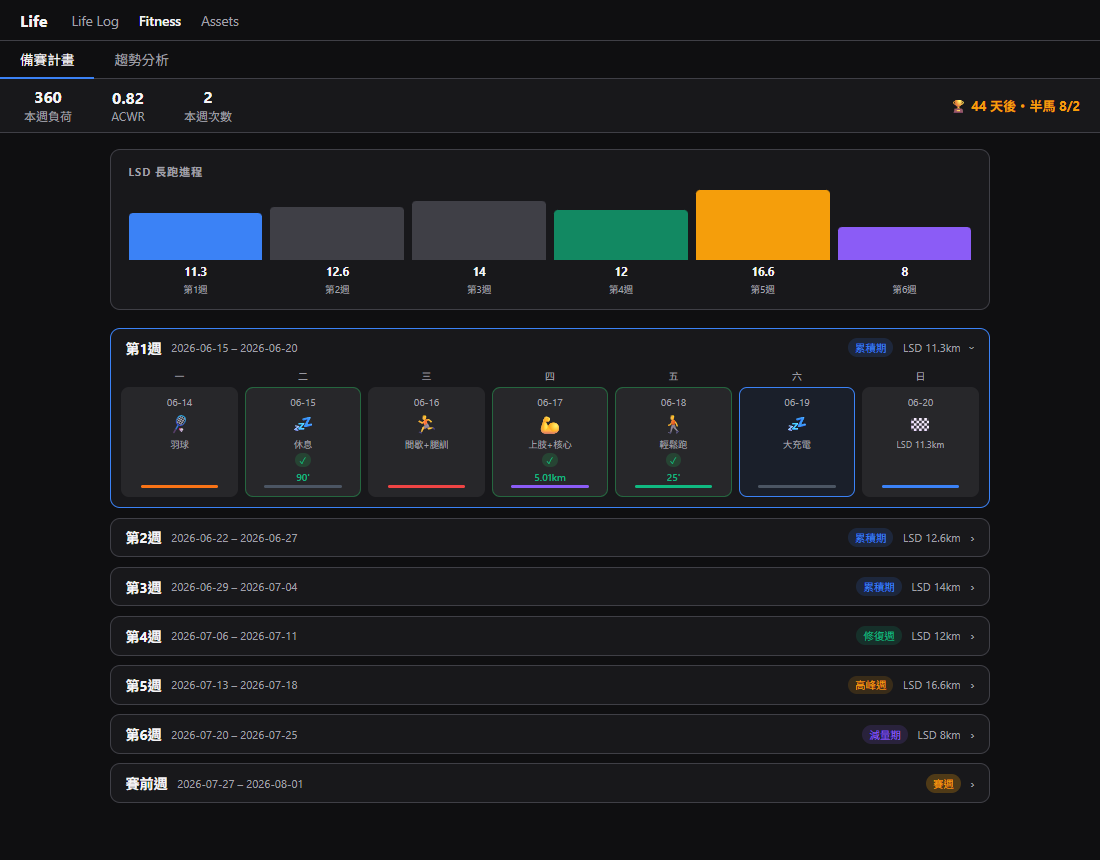 Life Life Log Fitness Assets
備賽計畫 趨勢分析
360 0.82 2
本週負荷 ACWR 本週次數
🏆 44 天後・半馬 8/2
LSD 長跑進程
11.3 12.6 14 12 16.6 8
第1週 第2週 第3週 第4週 第5週 第6週
第1週 2026-06-15 – 2026-06-20 累積期 LSD 11.3km
一 二 三 四 五 六 日
06-14 06-15 06-16 06-17 06-18 06-19 06-20
羽球 休息 間歇+腿訓 上肢+核心 輕鬆跑 大充電 LSD 11.3km
✓ ✓ ✓
90' 5.01km 25'
第2週 2026-06-22 – 2026-06-27 累積期 LSD 12.6km ›
第3週 2026-06-29 – 2026-07-04 累積期 LSD 14km ›
第4週 2026-07-06 – 2026-07-11 修復週 LSD 12km ›
第5週 2026-07-13 – 2026-07-18 高峰週 LSD 16.6km ›
第6週 2026-07-20 – 2026-07-25 減量期 LSD 8km ›
賽前週 2026-07-27 – 2026-08-01 賽週 ›